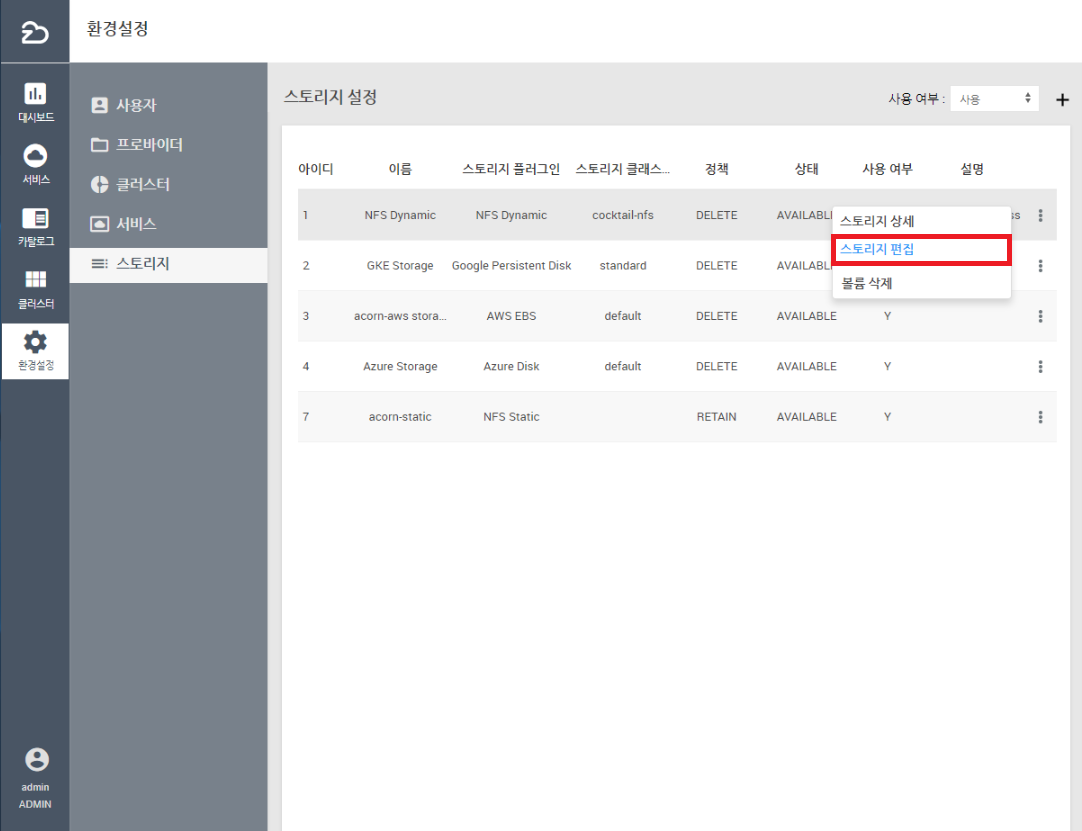 환경설정
대시보드
서비스
카탈로그
클러스터
환경설정
admin
ADMIN
사용자
프로바이더
클러스터
서비스
스토리지
스토리지 설정
사용 여부 : 사용
아이디 이름 스토리지 플러그인 스토리지 클래스... 정책 상태 사용 여부 설명
1 NFS Dynamic NFS Dynamic cocktail-nfs DELETE AVAILABL ss
2 GKE Storage Google Persistent Disk standard DELETE AVAIL
3 acorn-aws stora... AWS EBS default DELETE AVAILABLE Y
4 Azure Storage Azure Disk default DELETE AVAILABLE Y
7 acorn-static NFS Static RETAIN AVAILABLE Y
스토리지 상세
스토리지 편집
볼륨 삭제